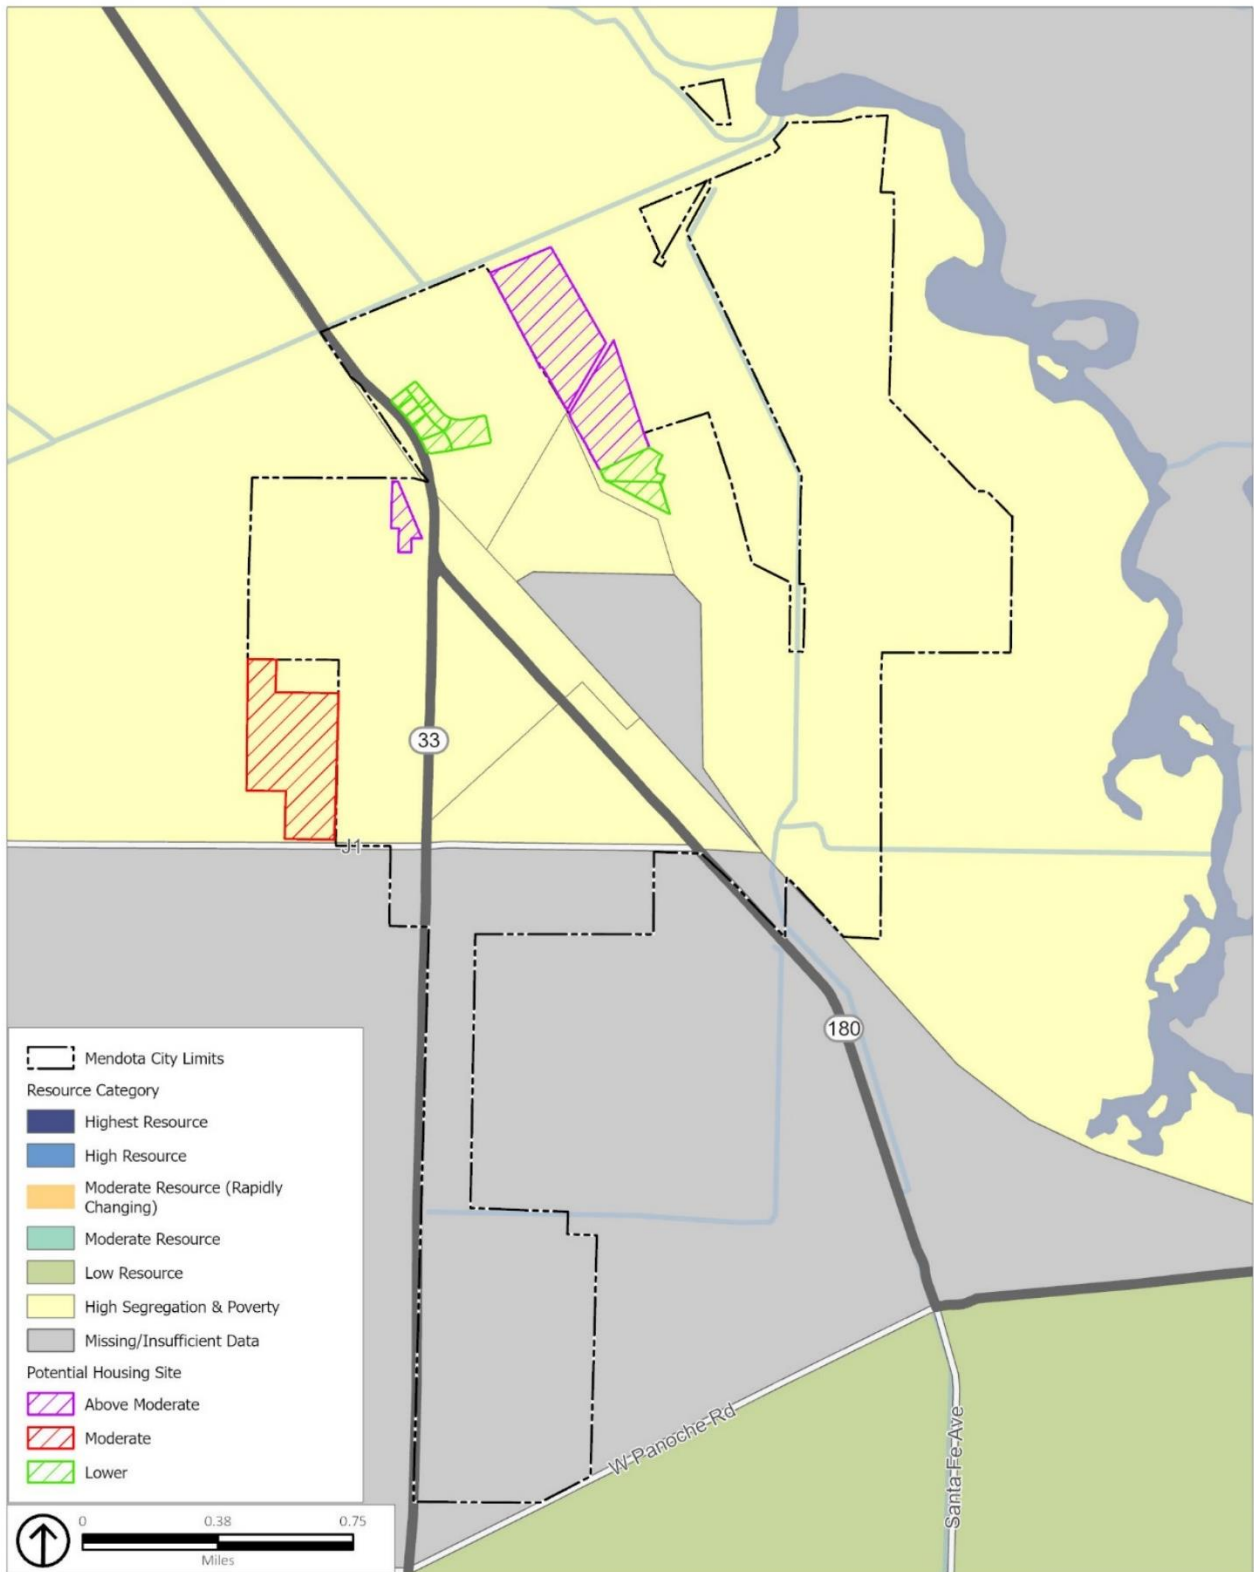 33
J1
180
W Panoche Rd
Santa Fe Ave
Mendota City Limits
Resource Category
Highest Resource
High Resource
Moderate Resource (Rapidly
Changing)
Moderate Resource
Low Resource
High Segregation & Poverty
Missing/Insufficient Data
Potential Housing Site
Above Moderate
Moderate
Lower
0 0.38 0.75
Miles